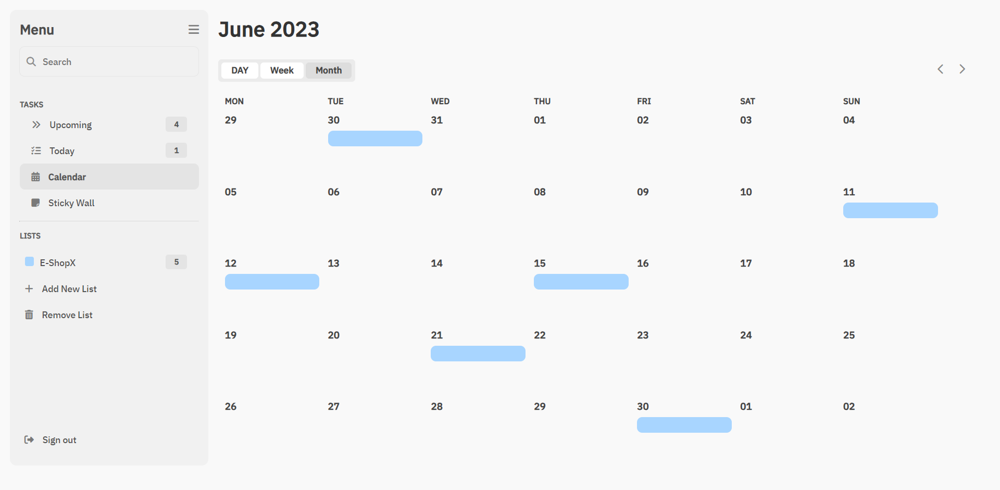 Menu
Search
TASKS
Upcoming 4
Today 1
Calendar
Sticky Wall
LISTS
E-ShopX 5
Add New List
Remove List
Sign out
June 2023
DAY Week Month
MON TUE WED THU FRI SAT SUN
29 30 31 01 02 03 04
05 06 07 08 09 10 11
12 13 14 15 16 17 18
19 20 21 22 23 24 25
26 27 28 29 30 01 02